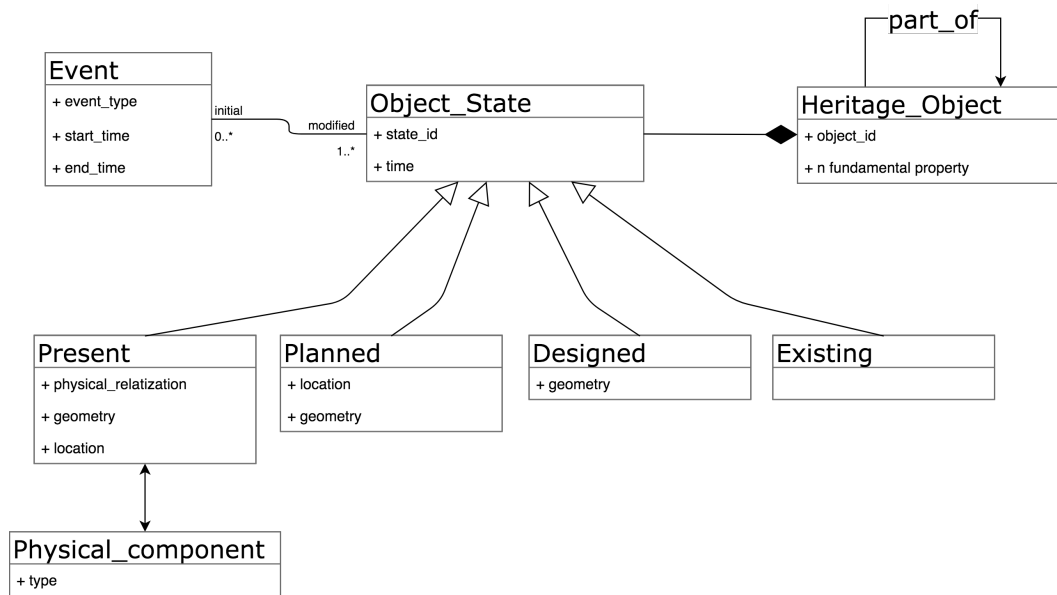 part_of
Event
+ event_type
+ start_time
+ end_time
initial
0..*
modified
1..*
Object_State
+ state_id
+ time
Heritage_Object
+ object_id
+ n fundamental property
Present
+ physical_relatization
+ geometry
+ location
Planned
+ location
+ geometry
Designed
+ geometry
Existing
Physical_component
+ type